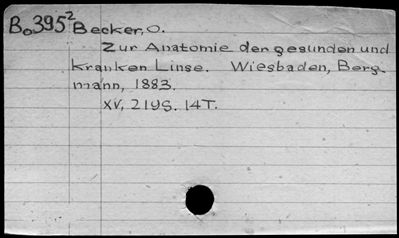 Bo395² Becker, O.
Zur Anatomie der gesunden und
kranken Linse. Wiesbaden, Berg-
mann, 1883.
XV, 219S. 14T.